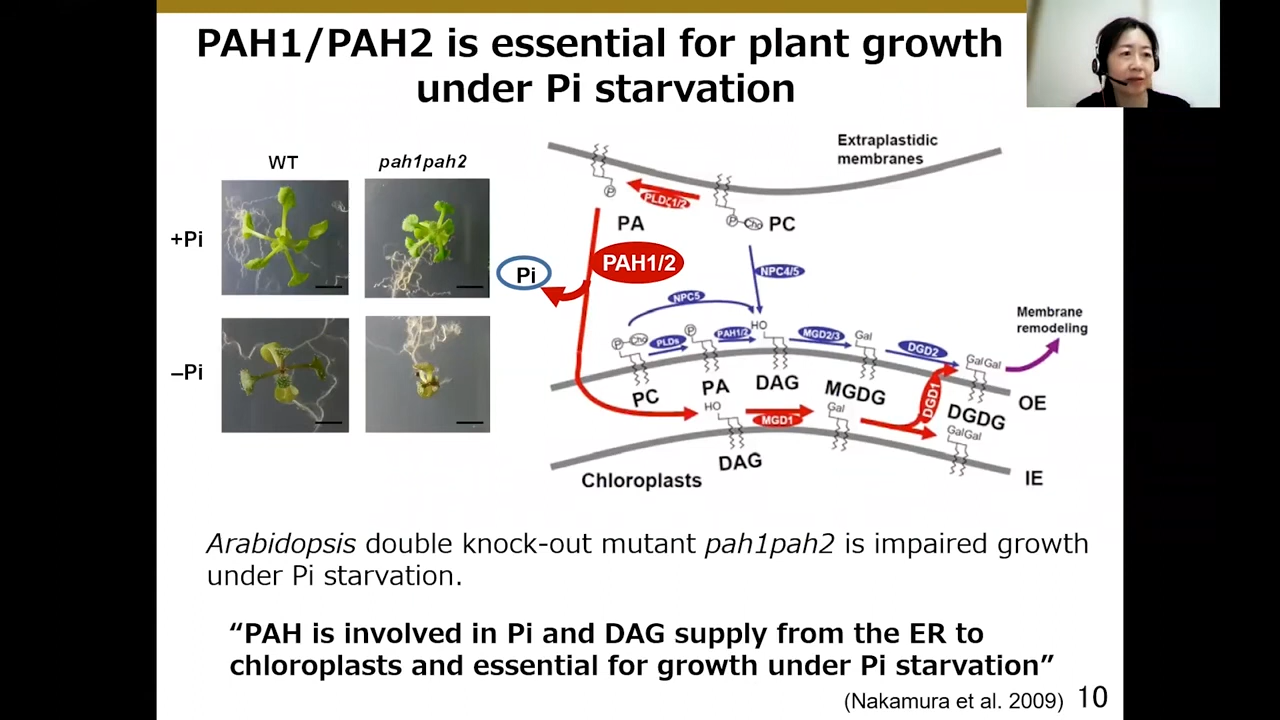 PAH1/PAH2 is essential for plant growth
under Pi starvation
WT
pah1pah2
+Pi
–Pi
Extraplastidic
membranes
PLDζ1/2
P
PA
P
Cho
PC
PAH1/2
Pi
NPC4/5
NPC5
HO
P
Cho
PLDs
P
PAH1/2
MGD2/3
Gal
DGD2
GalGal
Membrane
remodeling
PC
PA
DAG
MGDG
DGD1
DGDG
OE
HO
MGD1
Gal
GalGal
DAG
Chloroplasts
IE
Arabidopsis double knock-out mutant pah1pah2 is impaired growth
under Pi starvation.
“PAH is involved in Pi and DAG supply from the ER to
chloroplasts and essential for growth under Pi starvation”
(Nakamura et al. 2009)
10